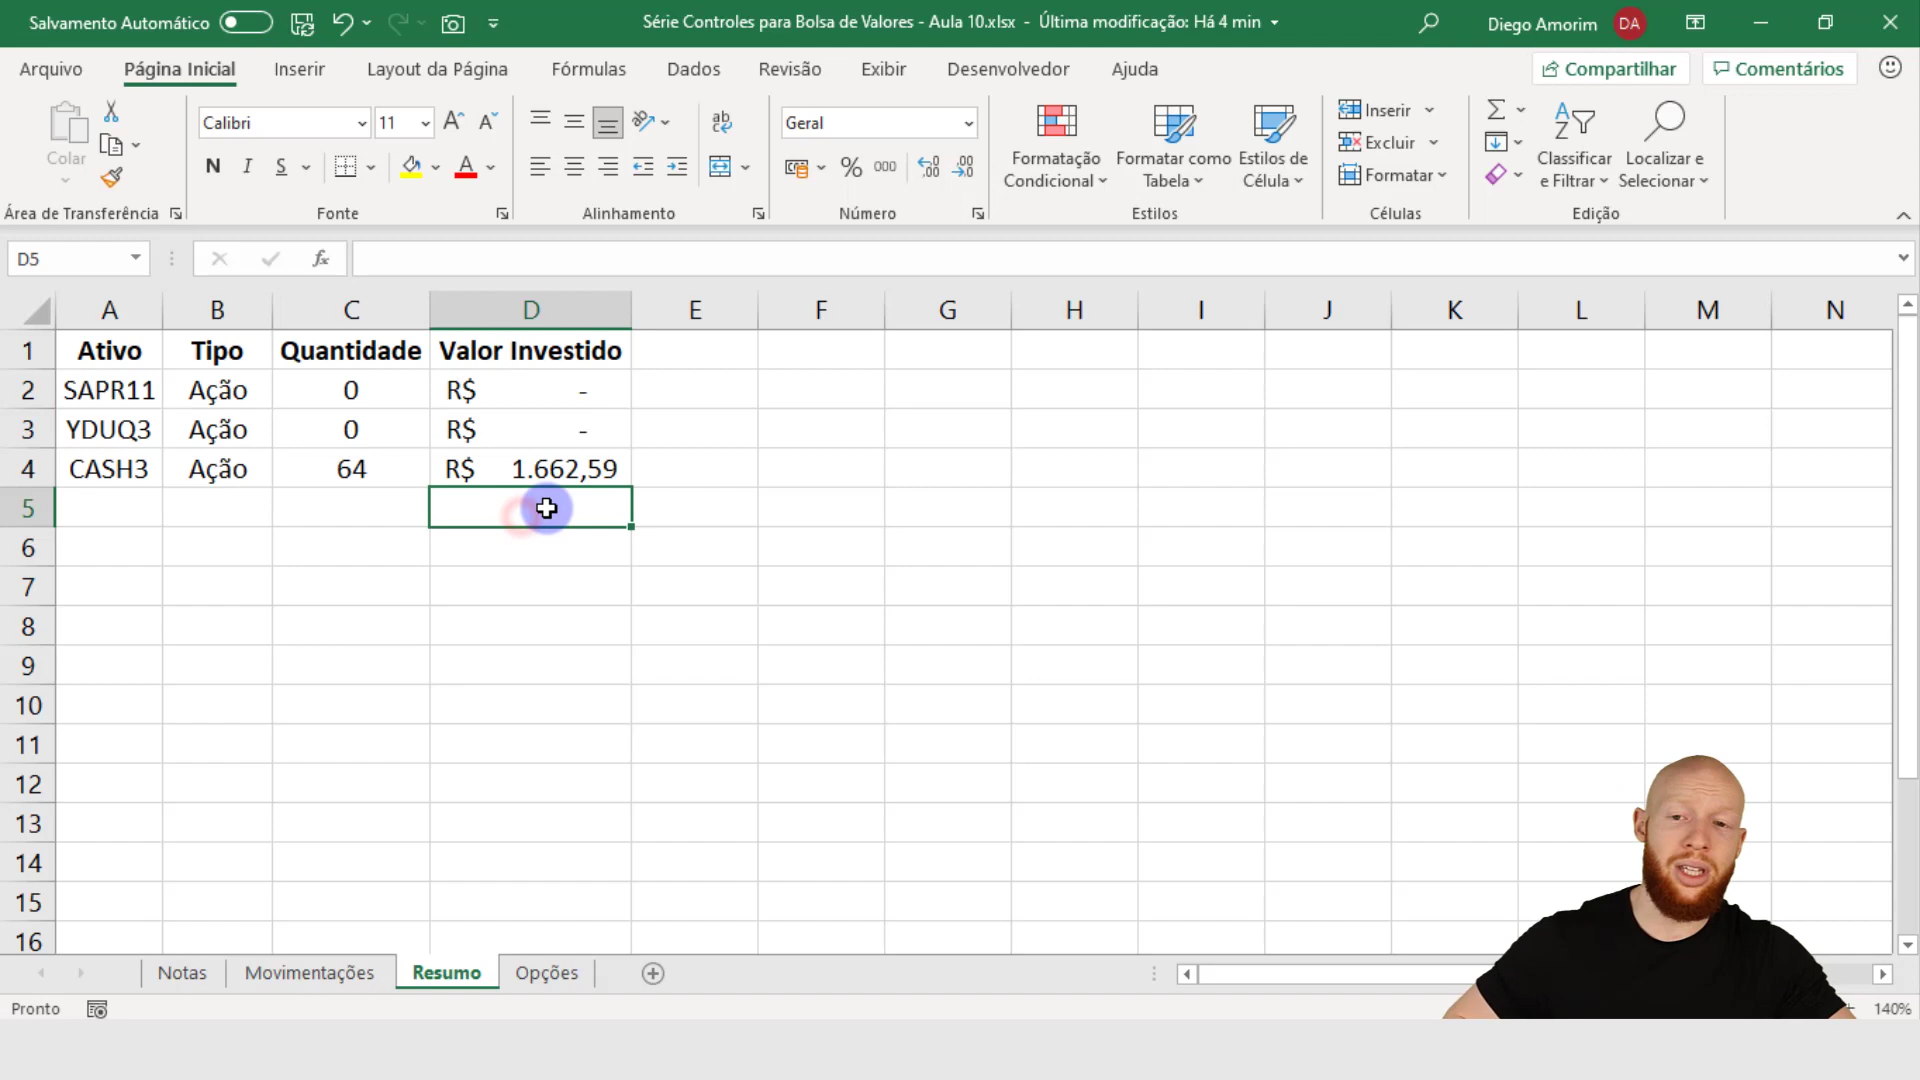 Salvamento Automático
Série Controles para Bolsa de Valores - Aula 10.xlsx - Última modificação: Há 4 min
Diego Amorim DA
Arquivo Página Inicial Inserir Layout da Página Fórmulas Dados Revisão Exibir Desenvolvedor Ajuda
Compartilhar Comentários
Colar
Calibri 11
N I S
Geral
% 000
Formatação Condicional
Formatar como Tabela
Estilos de Célula
Inserir
Excluir
Formatar
Classificar e Filtrar
Localizar e Selecionar
Área de Transferência Fonte Alinhamento Número Estilos Células Edição
D5 fx
A B C D E F G H I J K L M N
1 Ativo Tipo Quantidade Valor Investido
2 SAPR11 Ação 0 R$ -
3 YDUQ3 Ação 0 R$ -
4 CASH3 Ação 64 R$ 1.662,59
5
6
7
8
9
10
11
12
13
14
15
16
Notas Movimentações Resumo Opções
Pronto 140%